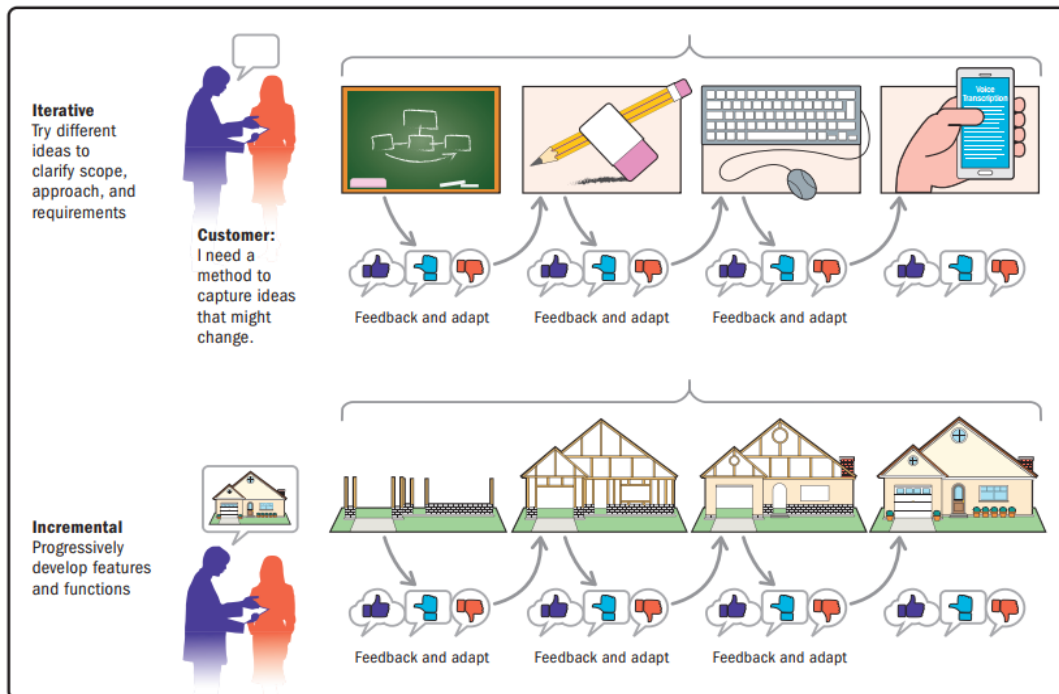 Iterative
Try different
ideas to
clarify scope,
approach, and
requirements
Customer:
I need a
method to
capture ideas
that might
change.
Voice
Transcription
Feedback and adapt
Feedback and adapt
Feedback and adapt
Incremental
Progressively
develop features
and functions
Feedback and adapt
Feedback and adapt
Feedback and adapt